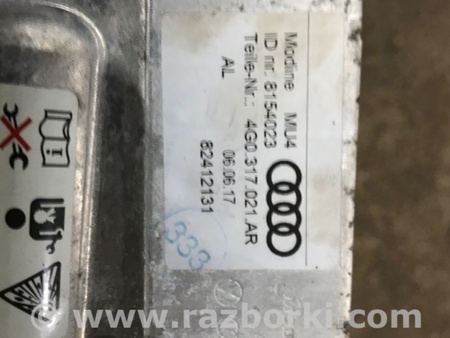 Modine MU4
ID nr: 8154023
Teile-Nr.: 4G0.317.021.AR
AL 06.06.17
82412131
333
www.razborki.com